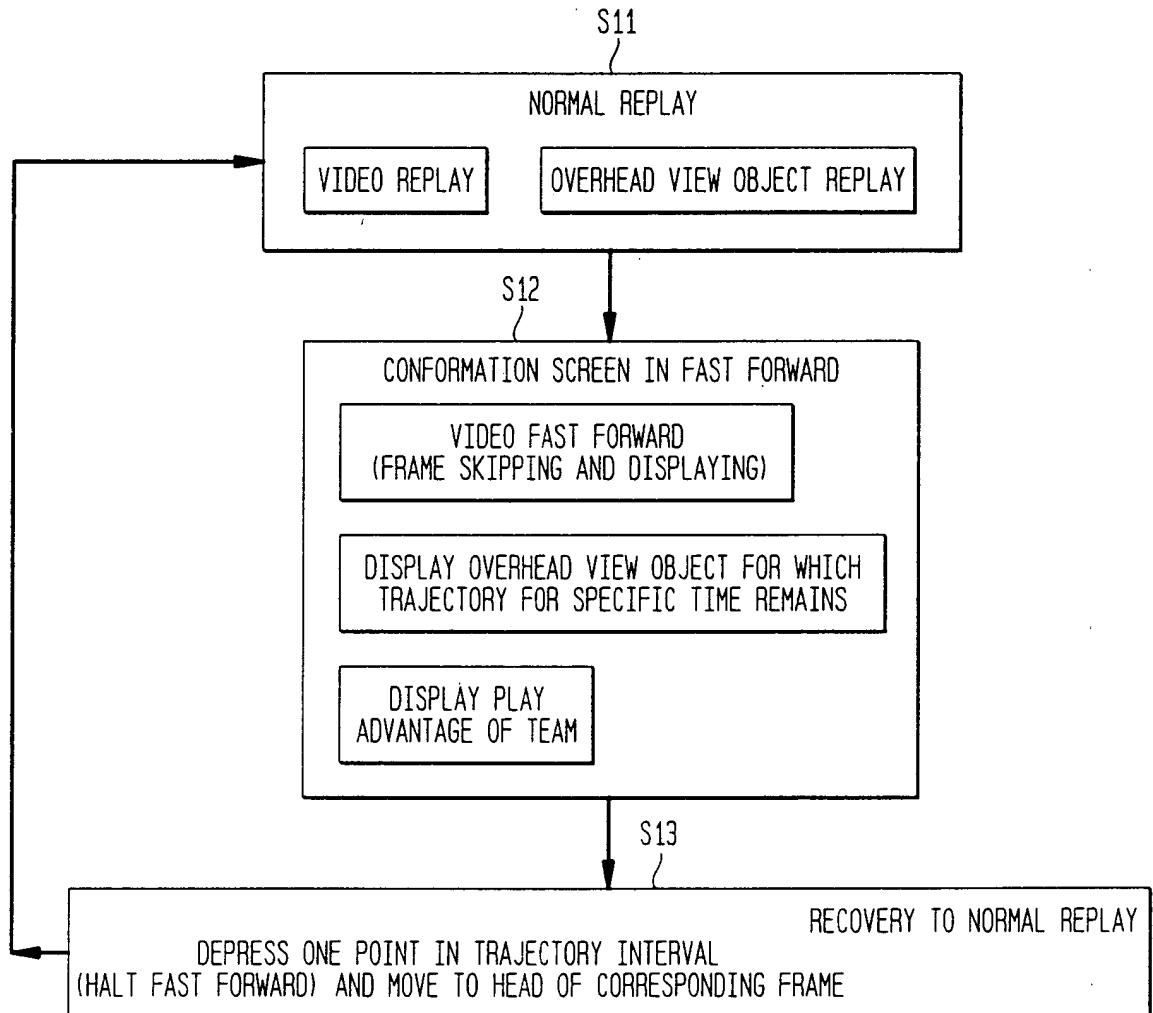 S11
NORMAL REPLAY
VIDEO REPLAY
OVERHEAD VIEW OBJECT REPLAY
S12
CONFORMATION SCREEN IN FAST FORWARD
VIDEO FAST FORWARD
(FRAME SKIPPING AND DISPLAYING)
DISPLAY OVERHEAD VIEW OBJECT FOR WHICH
TRAJECTORY FOR SPECIFIC TIME REMAINS
DISPLAY PLAY
ADVANTAGE OF TEAM
S13
RECOVERY TO NORMAL REPLAY
DEPRESS ONE POINT IN TRAJECTORY INTERVAL
(HALT FAST FORWARD) AND MOVE TO HEAD OF CORRESPONDING FRAME